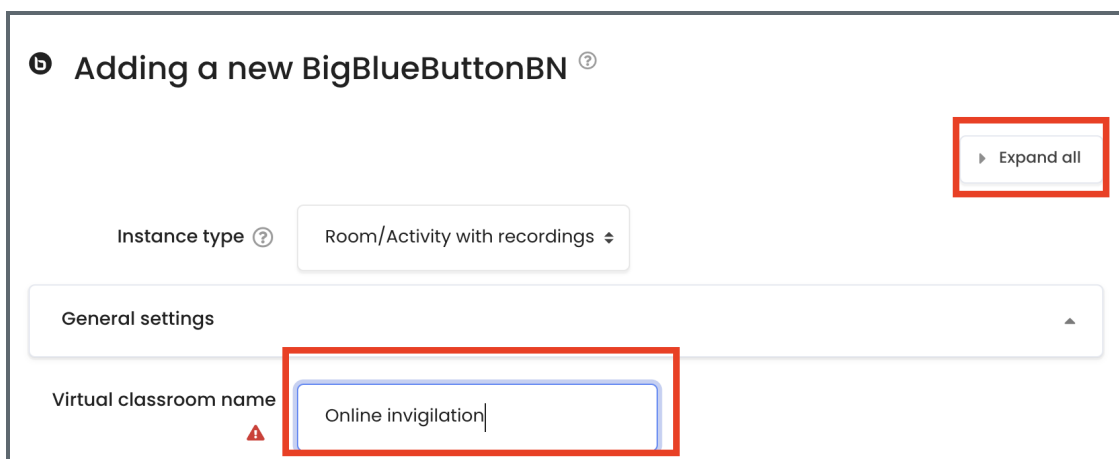 Adding a new BigBlueButtonBN
Expand all
Instance type
Room/Activity with recordings
General settings
Virtual classroom name
Online invigilation